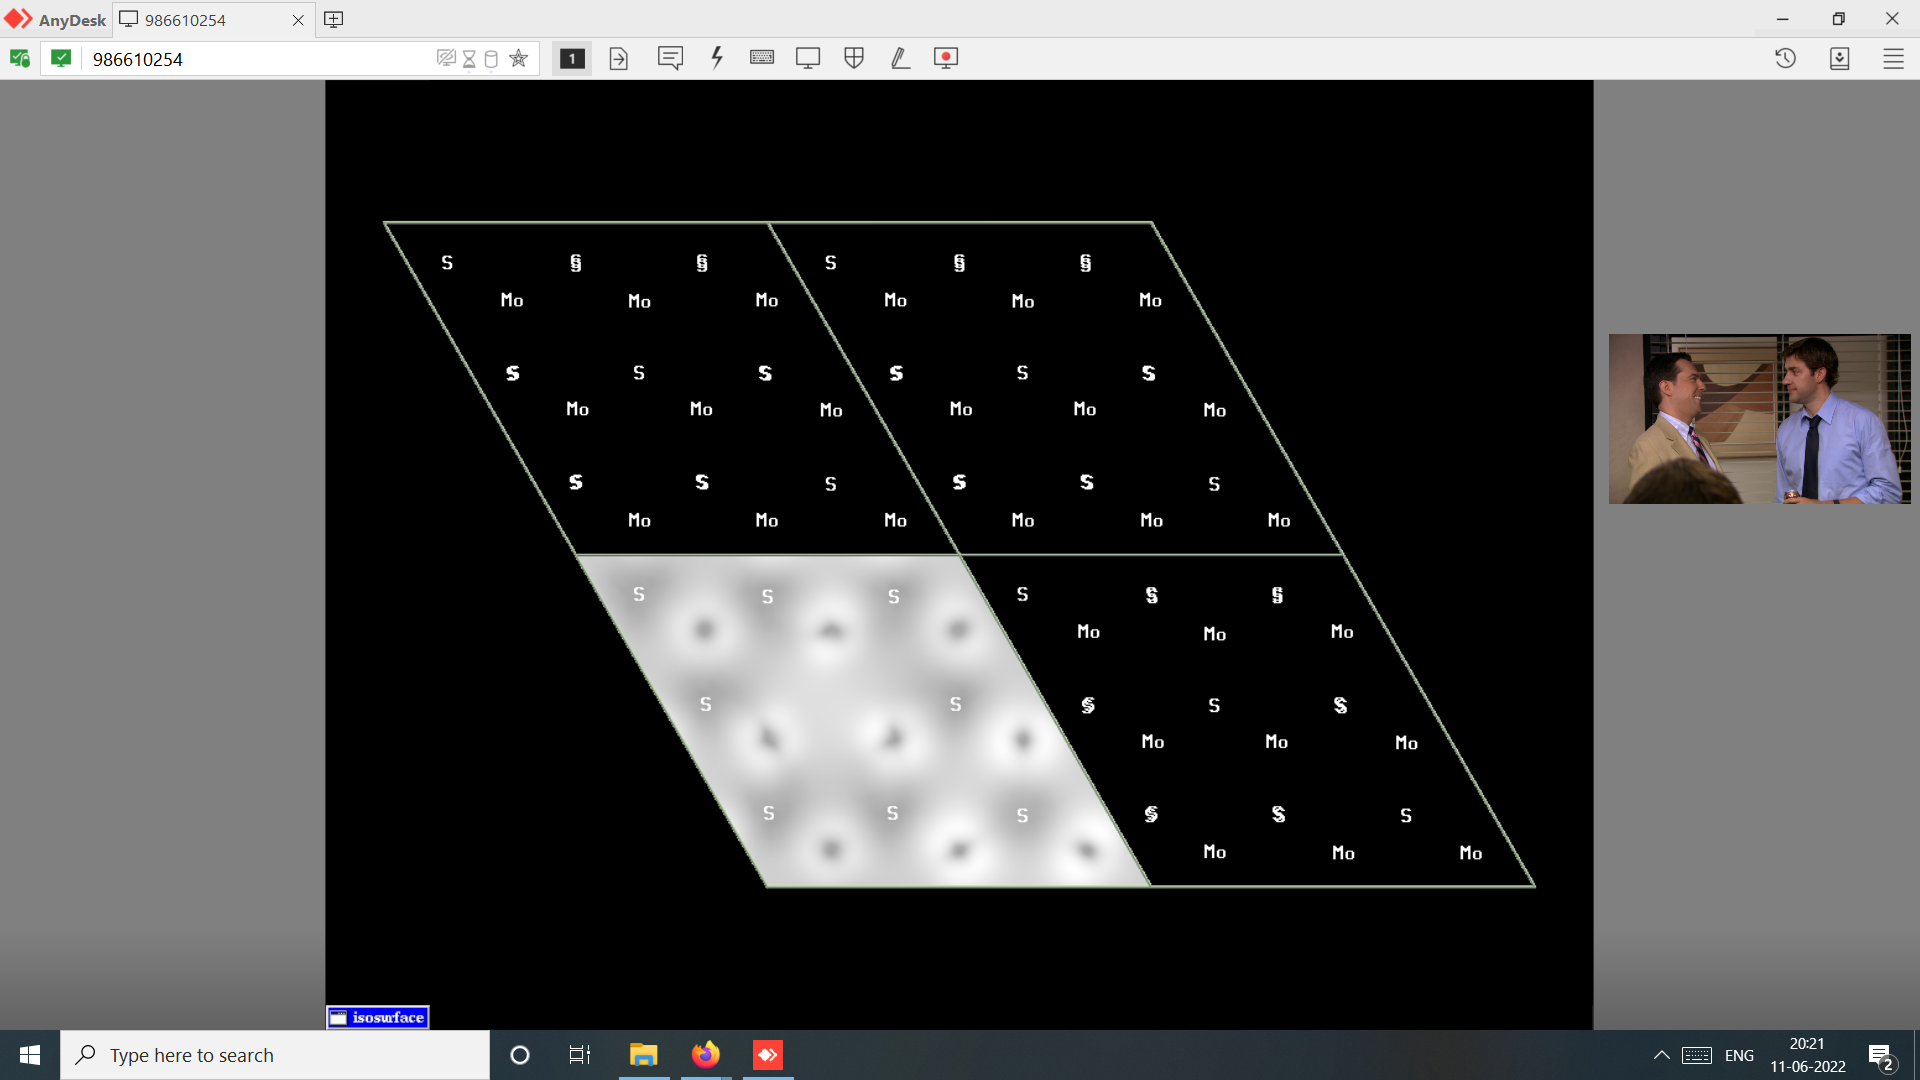 AnyDesk 986610254
986610254 1
S S S S S S
Mo Mo Mo Mo Mo Mo
S S S S S S
Mo Mo Mo Mo Mo Mo
S S S S S S
Mo Mo Mo Mo Mo Mo
S S S S S S
Mo Mo Mo
S S S S S
Mo Mo Mo
S S S S S S
Mo Mo Mo
isosurface
Type here to search
ENG
20:21
11-06-2022
2